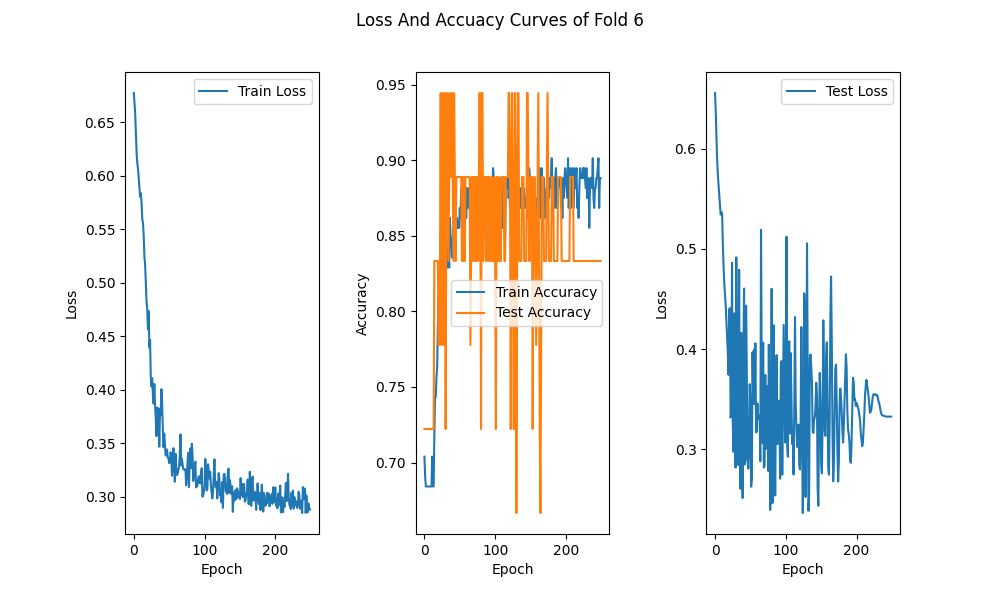 Loss And Accuacy Curves of Fold 6
Train Loss
0.65
0.60
0.55
0.50
0.45
0.40
0.35
0.30
Loss
0 100 200
Epoch
0.95
0.90
0.85
0.80
0.75
0.70
Accuracy
Train Accuracy
Test Accuracy
0 100 200
Epoch
Test Loss
0.6
0.5
0.4
0.3
Loss
0 100 200
Epoch